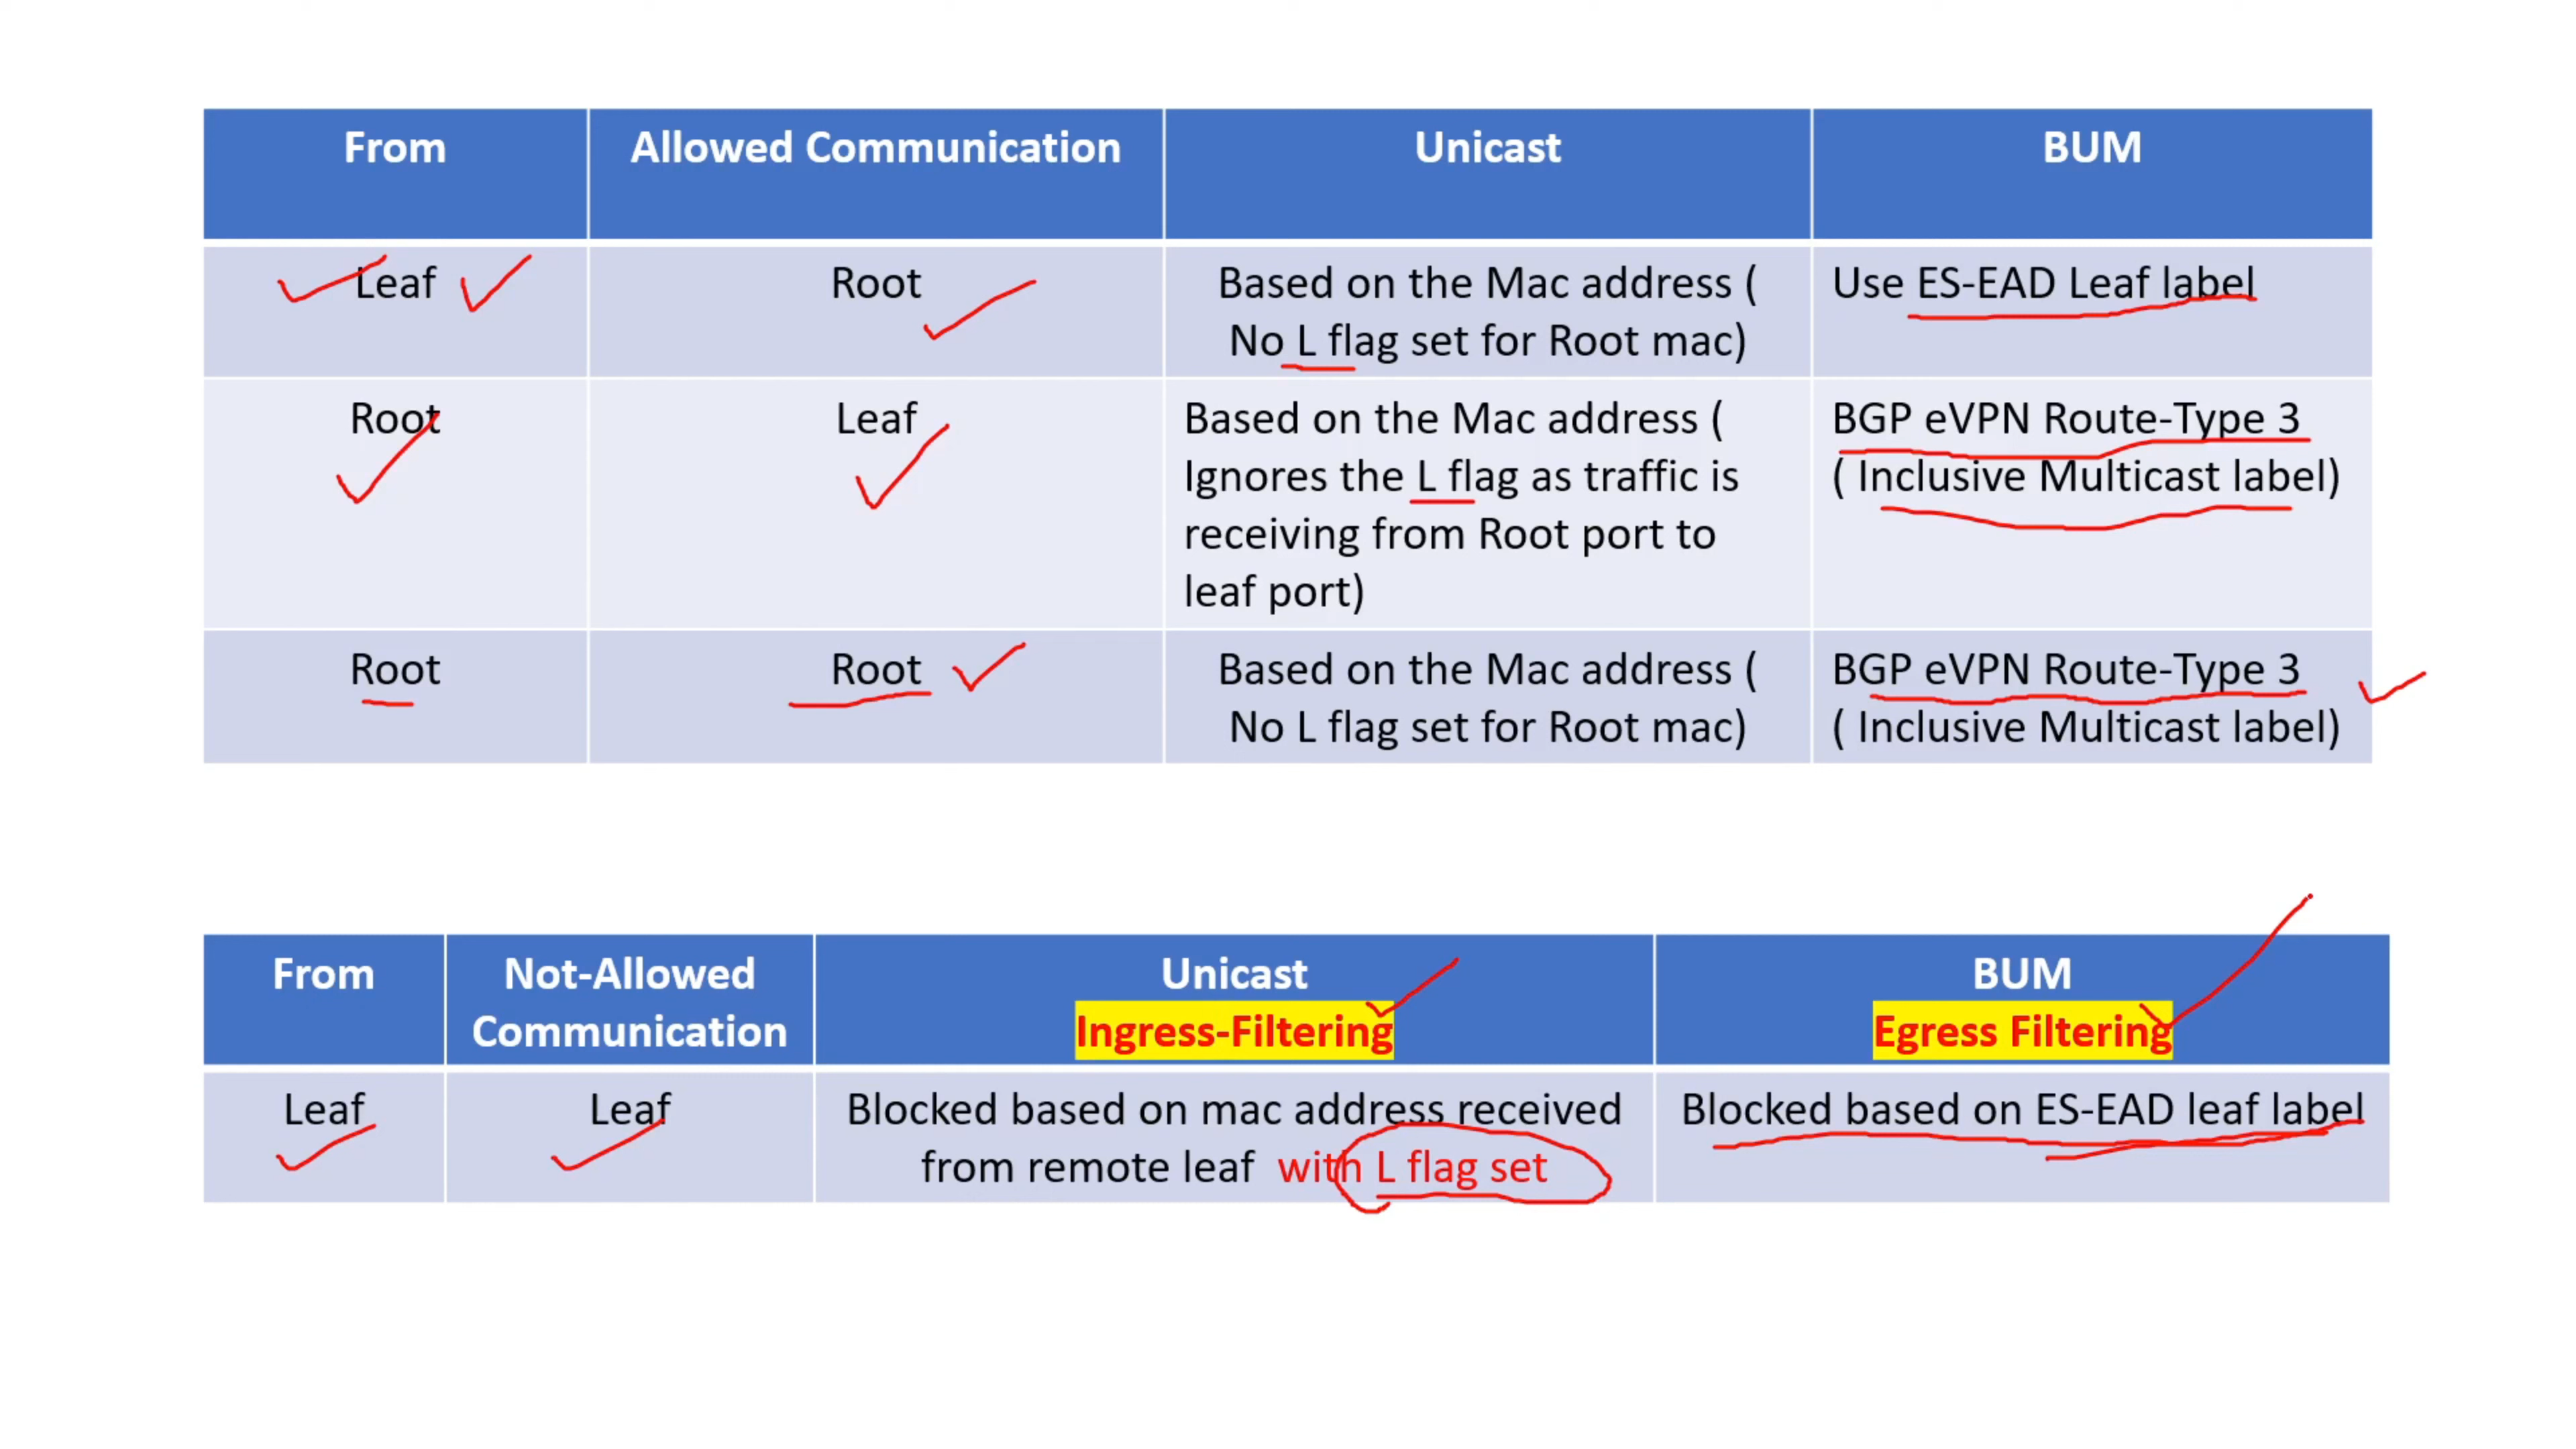 From Allowed Communication Unicast BUM
Leaf Root Based on the Mac address ( Use ES-EAD Leaf label
No L flag set for Root mac)
Root Leaf Based on the Mac address ( BGP eVPN Route-Type 3
Ignores the L flag as traffic is ( Inclusive Multicast label)
receiving from Root port to
leaf port)
Root Root Based on the Mac address ( BGP eVPN Route-Type 3
No L flag set for Root mac) ( Inclusive Multicast label)
From Not-Allowed Unicast BUM
Communication Ingress-Filtering Egress Filtering
Leaf Leaf Blocked based on mac address received Blocked based on ES-EAD leaf label
from remote leaf with L flag set